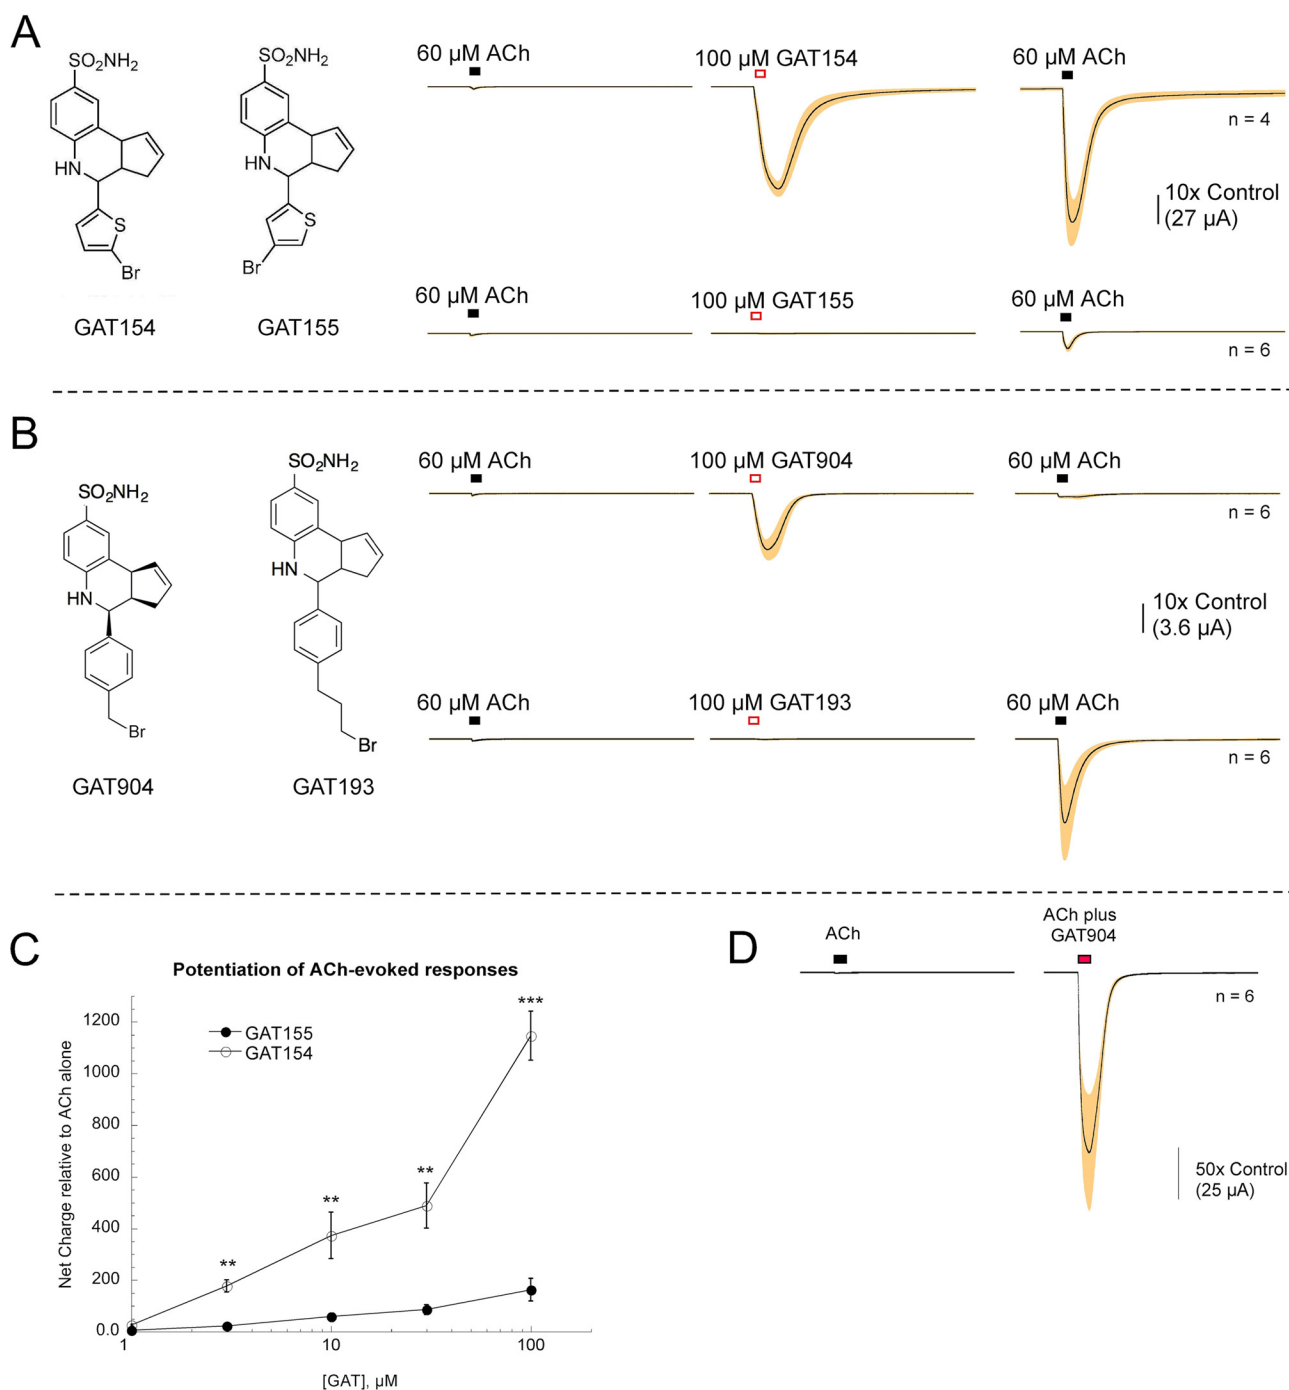 A
SO2NH2
HN
S
Br
GAT154
SO2NH2
HN
S
Br
GAT155
60 µM ACh
100 µM GAT154
60 µM ACh
n = 4
10x Control
(27 µA)
60 µM ACh
100 µM GAT155
60 µM ACh
n = 6
B
SO2NH2
HN
Br
GAT904
SO2NH2
HN
Br
GAT193
60 µM ACh
100 µM GAT904
60 µM ACh
n = 6
10x Control
(3.6 µA)
60 µM ACh
100 µM GAT193
60 µM ACh
n = 6
C
Potentiation of ACh-evoked responses
Net Charge relative to ACh alone
1200
1000
800
600
400
200
0.0
GAT155
GAT154
**
**
**
***
1
10
100
[GAT], µM
D
ACh
ACh plus
GAT904
n = 6
50x Control
(25 µA)